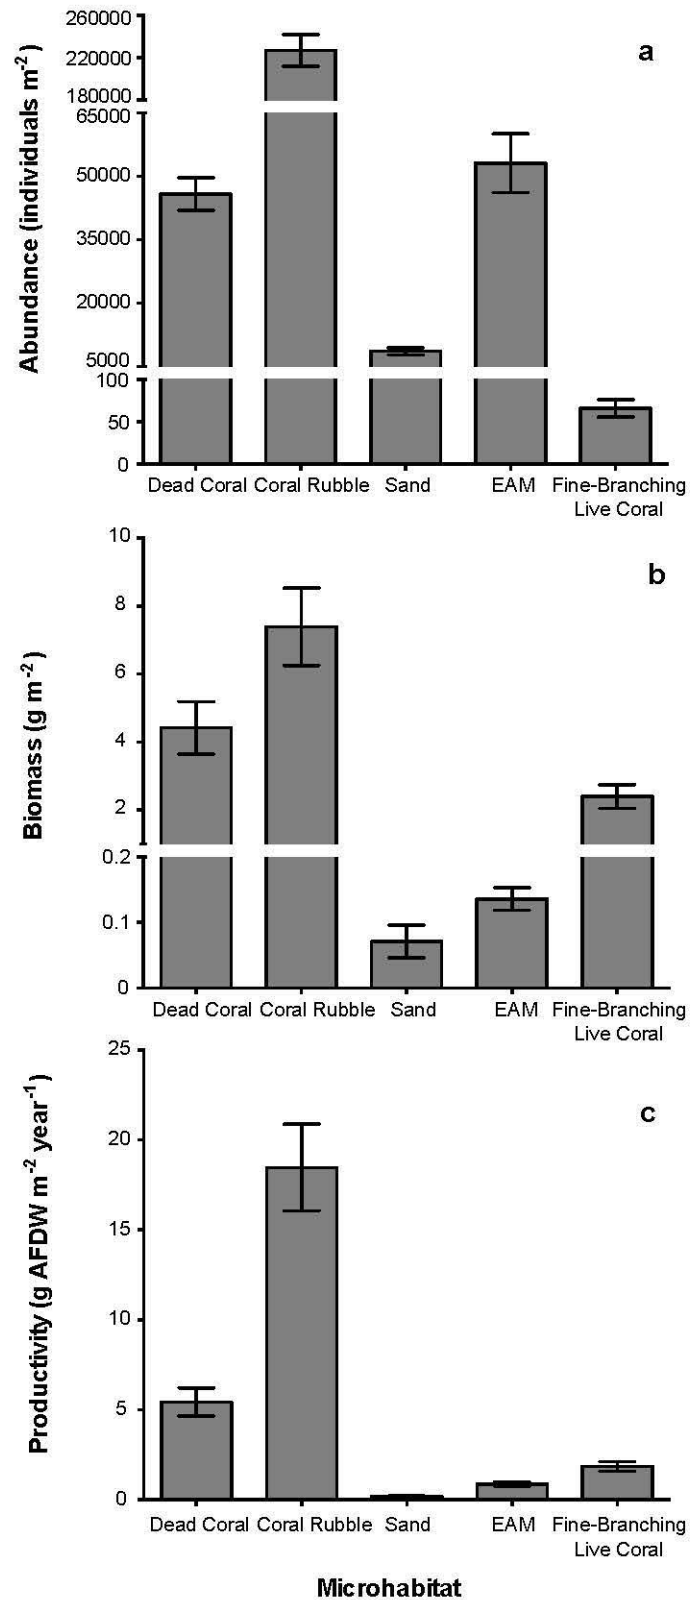 a
Abundance (individuals m-2)
260000
220000
180000
65000
50000
35000
20000
5000
100
50
0
Dead Coral Coral Rubble Sand EAM Fine-Branching
Live Coral
b
Biomass (g m-2)
10
8
6
4
2
0.2
0.1
0
Dead Coral Coral Rubble Sand EAM Fine-Branching
Live Coral
c
Productivity (g AFDW m-2 year-1)
25
20
15
10
5
0
Dead Coral Coral Rubble Sand EAM Fine-Branching
Live Coral
Microhabitat